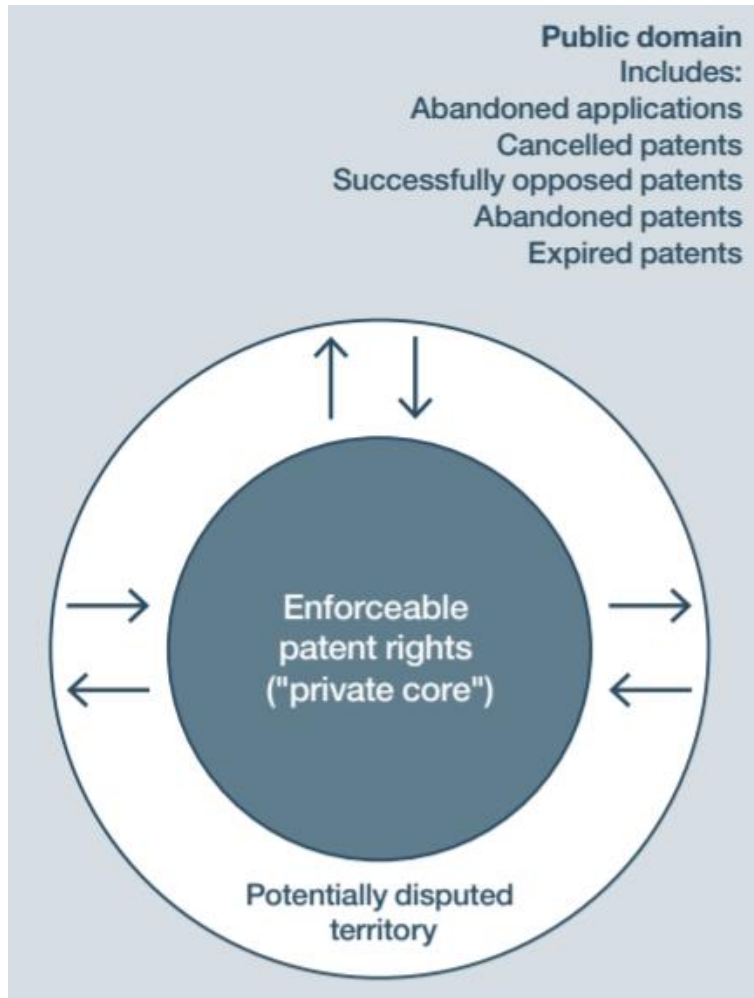 Public domain
Includes:
Abandoned applications
Cancelled patents
Successfully opposed patents
Abandoned patents
Expired patents
Enforceable
patent rights
("private core")
Potentially disputed
territory